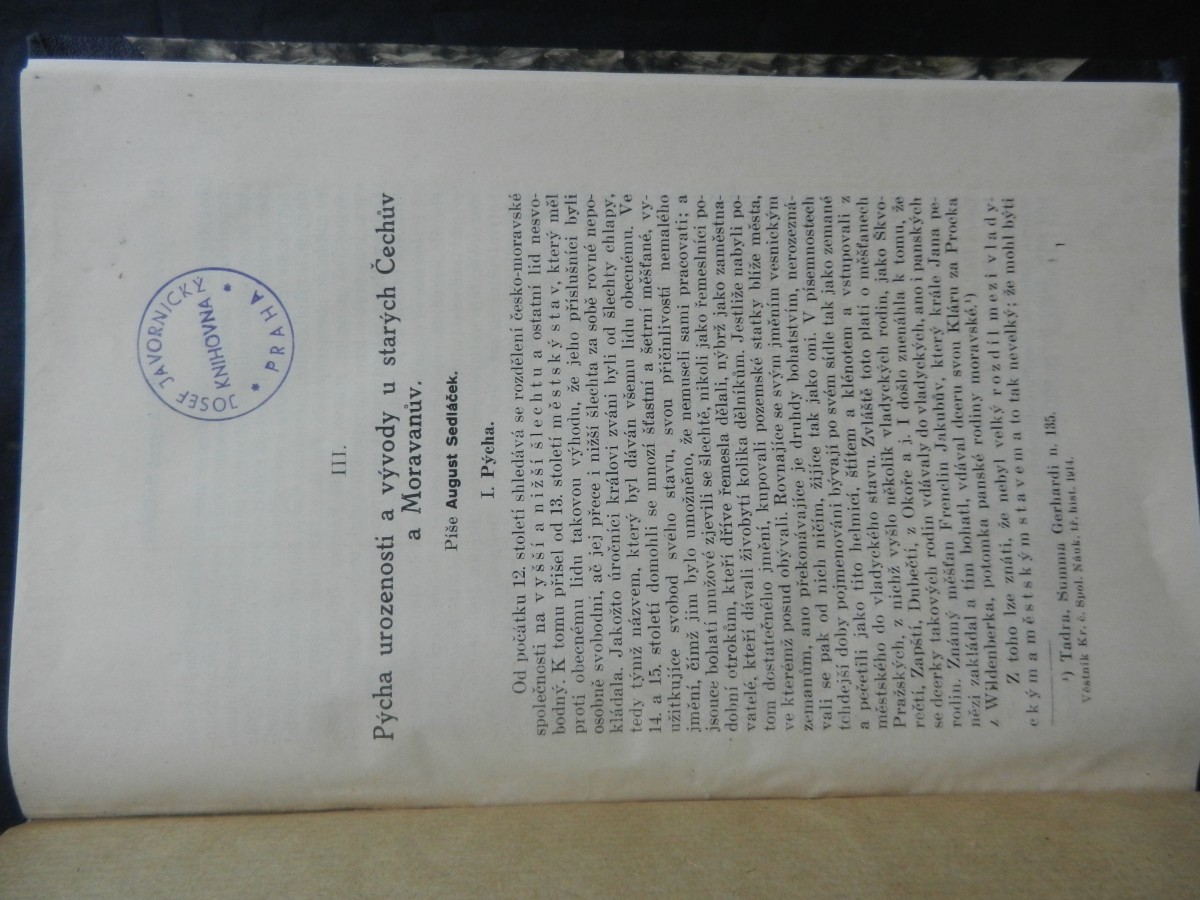 JOSEF JAVORNICKÝ
KNIHOVNA
* PRAHA *
III.
Pýcha urozenosti a vývody u starých Čechův
a Moravanův.
Píše August Sedláček.
I. Pýcha.
Od počátku 12. století shledává se rozdělení česko-moravské
společnosti na vyšší a nižší šlechtu a ostatní lid nesvo-
bodný. K tomu přišel od 13. století městský stav, který měl
proti obecnému lidu takovou výhodu, že jeho příslušníci byli
osobně svobodni, ač jej přece i nižší šlechta za sobě rovné nepo-
kládala. Jakožto úročníci královi zváni byli od šlechty chlapy,
tedy týmž názvem, který byl dáván všemu lidu obecnému. Ve
14. a 15. století domohli se mnozí šťastní a šetrní měšťané, vy-
užitkujíce svobod svého stavu, svou přičinlivostí nemalého
jmění, čímž jim bylo umožněno, že nemuseli sami pracovati; a
jsouce bohatí mužové zjevili se šlechtě, nikoli jako řemeslníci po-
dobní otrokům, kteří dříve řemesla dělali, nýbrž jako zaměstna-
vatelé, kteří dávali živobytí kolika dělníkům. Jestliže nabyli po-
tom dostatečného jmění, kupovali pozemské statky blíže města,
ve kterémž posud obývali. Rovnajíce se svým jměním vesnickým
zemanům, ano překonávajíce je druhdy bohatstvím, nerozezná-
vali se pak od nich ničím, žijíce tak jako oni. V písemnostech
tehdejší doby pojmenování bývají po svém sídle tak jako zemané
a pečetili jako tito helmicí, štítem a klénotem a vstupovali z
městského do vladyckého stavu. Zvláště toto platí o měšťanech
Pražských, z nichž vyšlo několik vladyckých rodin, jako Škvo-
rečtí, Zapští, Dubečtí, z Okoře a j. I došlo znenáhla k tomu, že
se dcerky takových rodin vdávaly do vladyckých, ano i panských
rodin. Známý měšťan Frenclin Jakubův, který krále Jana pe-
nězi zakládal a tím bohatl, vdával dceru svou Kláru za Procka
z Wildenberka, potomka panské rodiny moravské.¹)
Z toho lze znáti, že nebyl velký rozdíl mezi vlady-
ckým a městským stavem a to tak nevelký; že mohl býti
¹) Tadra, Summa Gerhardi n. 135.
Věstník Kr. č. Spol. Náuk. tř. hist. 1914.
1